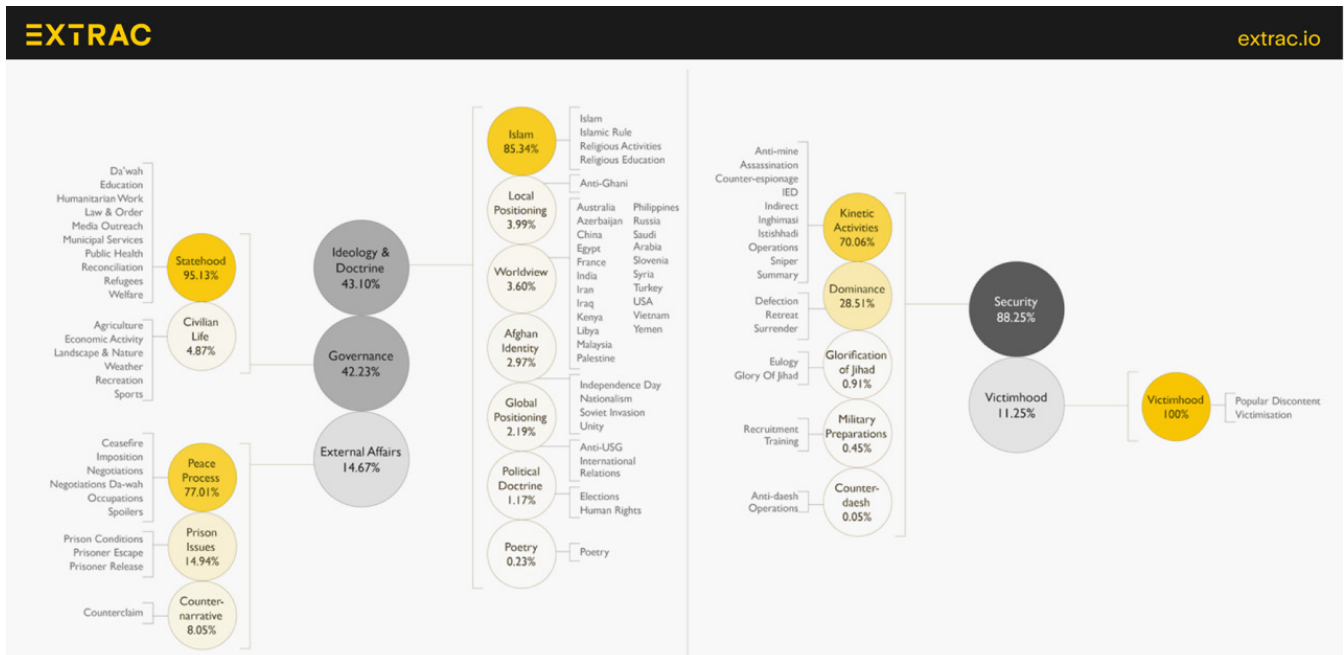 EXTRAC
extrac.io
Da'wah
Education
Humanitarian Work
Law & Order
Media Outreach
Municipal Services
Public Health
Reconciliation
Refugees
Welfare
Statehood
95.13%
Agriculture
Economic Activity
Landscape & Nature
Weather
Recreation
Sports
Civilian
Life
4.87%
Ceasefire
Imposition
Negotiations
Negotiations Da-wah
Occupations
Spoilers
Peace
Process
77.01%
Prison Conditions
Prisoner Escape
Prisoner Release
Prison
Issues
14.94%
Counterclaim
Counter-
narrative
8.05%
Ideology &
Doctrine
43.10%
Governance
42.23%
External Affairs
14.67%
Islam
85.34%
Islam
Islamic Rule
Religious Activities
Religious Education
Local
Positioning
3.99%
Anti-Ghani
Worldview
3.60%
Australia
Azerbaijan
China
Egypt
France
India
Iran
Iraq
Kenya
Libya
Malaysia
Palestine
Philippines
Russia
Saudi
Arabia
Slovenia
Syria
Turkey
USA
Vietnam
Yemen
Afghan
Identity
2.97%
Independence Day
Nationalism
Soviet Invasion
Unity
Global
Positioning
2.19%
Anti-USG
International
Relations
Political
Doctrine
1.17%
Elections
Human Rights
Poetry
0.23%
Poetry
Anti-mine
Assassination
Counter-espionage
IED
Indirect
Inghimasi
Istishhadi
Operations
Sniper
Summary
Kinetic
Activities
70.06%
Defection
Retreat
Surrender
Dominance
28.51%
Eulogy
Glory Of Jihad
Glorification
of Jihad
0.91%
Recruitment
Training
Military
Preparations
0.45%
Anti-daesh
Operations
Counter-
daesh
0.05%
Security
88.25%
Victimhood
11.25%
Victimhood
100%
Popular Discontent
Victimisation